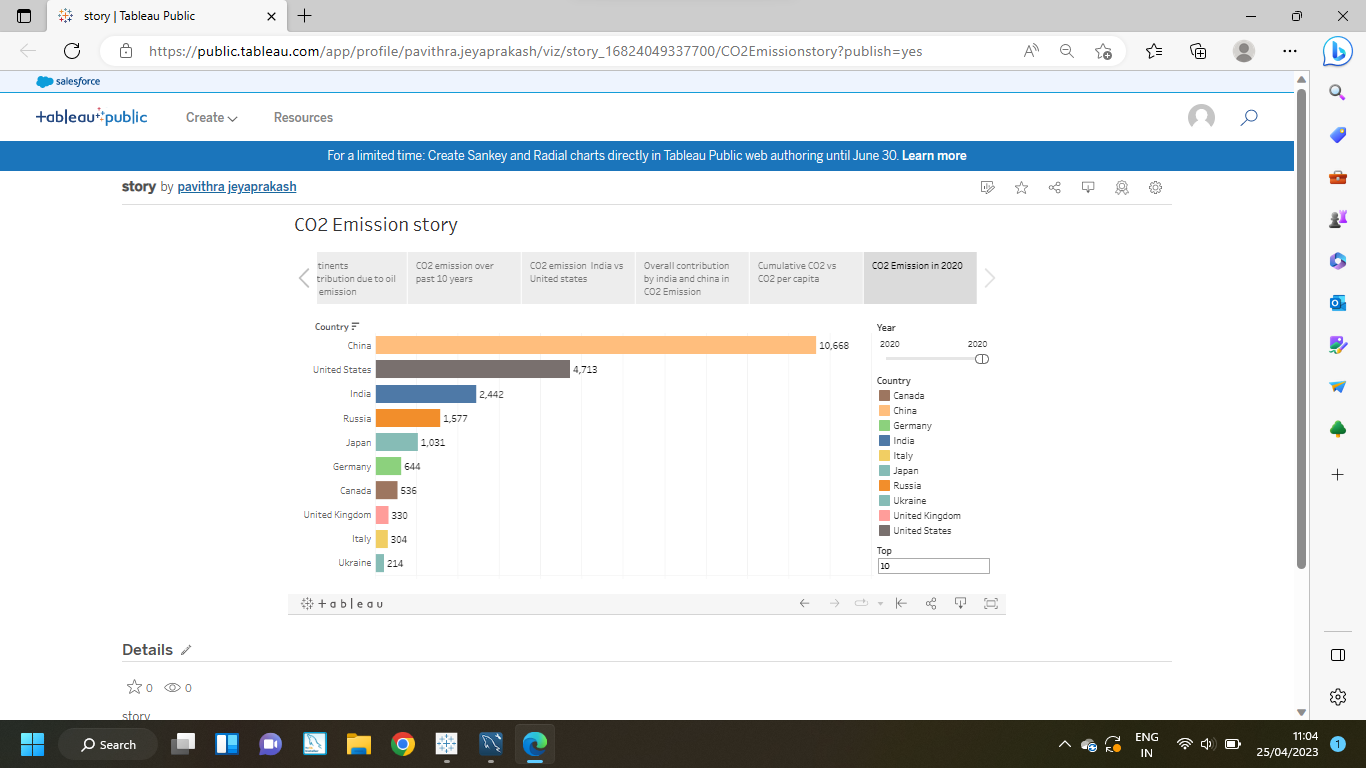 story | Tableau Public
https://public.tableau.com/app/profile/pavithra.jeyaprakash/viz/story_16824049337700/CO2Emissionstory?publish=yes
salesforce
+ableau+public
Create
Resources
For a limited time: Create Sankey and Radial charts directly in Tableau Public web authoring until June 30. Learn more
story by pavithra jeyaprakash
CO2 Emission story
tinents
tribution due to oil
emission
CO2 emission over
past 10 years
CO2 emission India vs
United states
Overall contribution
by india and china in
CO2 Emission
Cumulative CO2 vs
CO2 per capita
CO2 Emission in 2020
Country
China 10,668
United States 4,713
India 2,442
Russia 1,577
Japan 1,031
Germany 644
Canada 536
United Kingdom 330
Italy 304
Ukraine 214
Year
2020 2020
Country
Canada
China
Germany
India
Italy
Japan
Russia
Ukraine
United Kingdom
United States
Top
10
+ableau
Details
0 0
story
Search
ENG
IN
11:04
25/04/2023
1